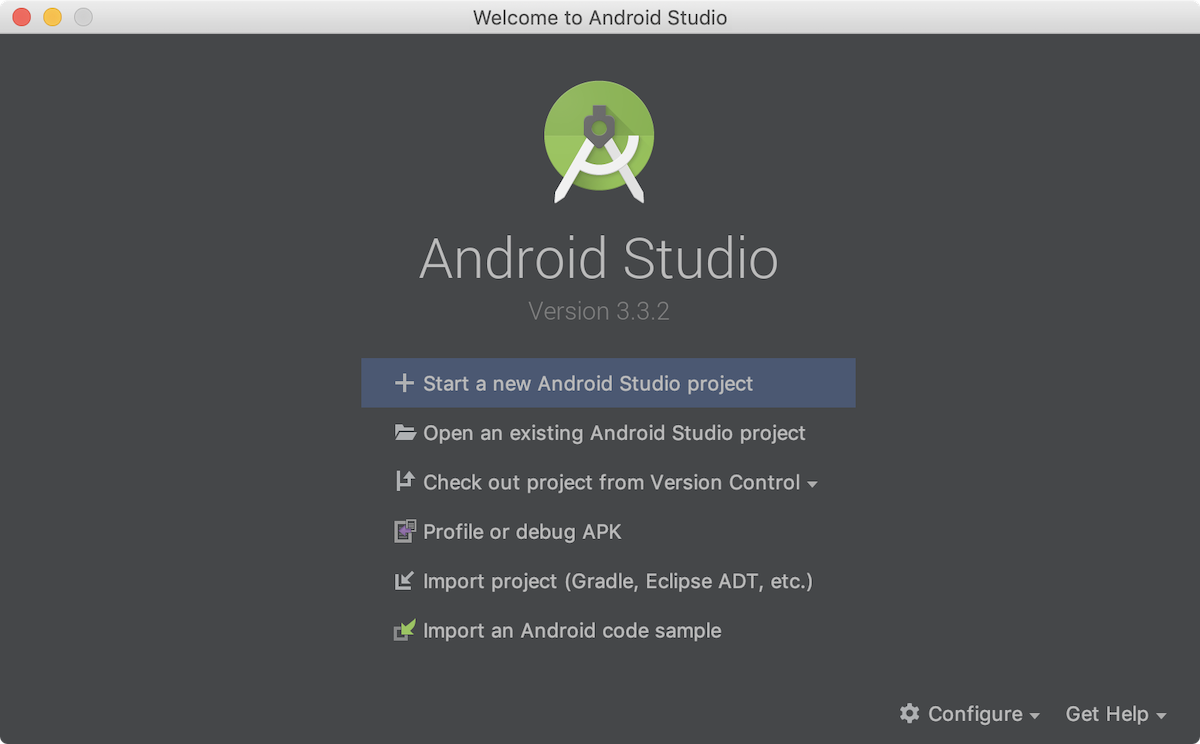 Welcome to Android Studio
Android Studio
Version 3.3.2
Start a new Android Studio project
Open an existing Android Studio project
Check out project from Version Control
Profile or debug APK
Import project (Gradle, Eclipse ADT, etc.)
Import an Android code sample
Configure Get Help